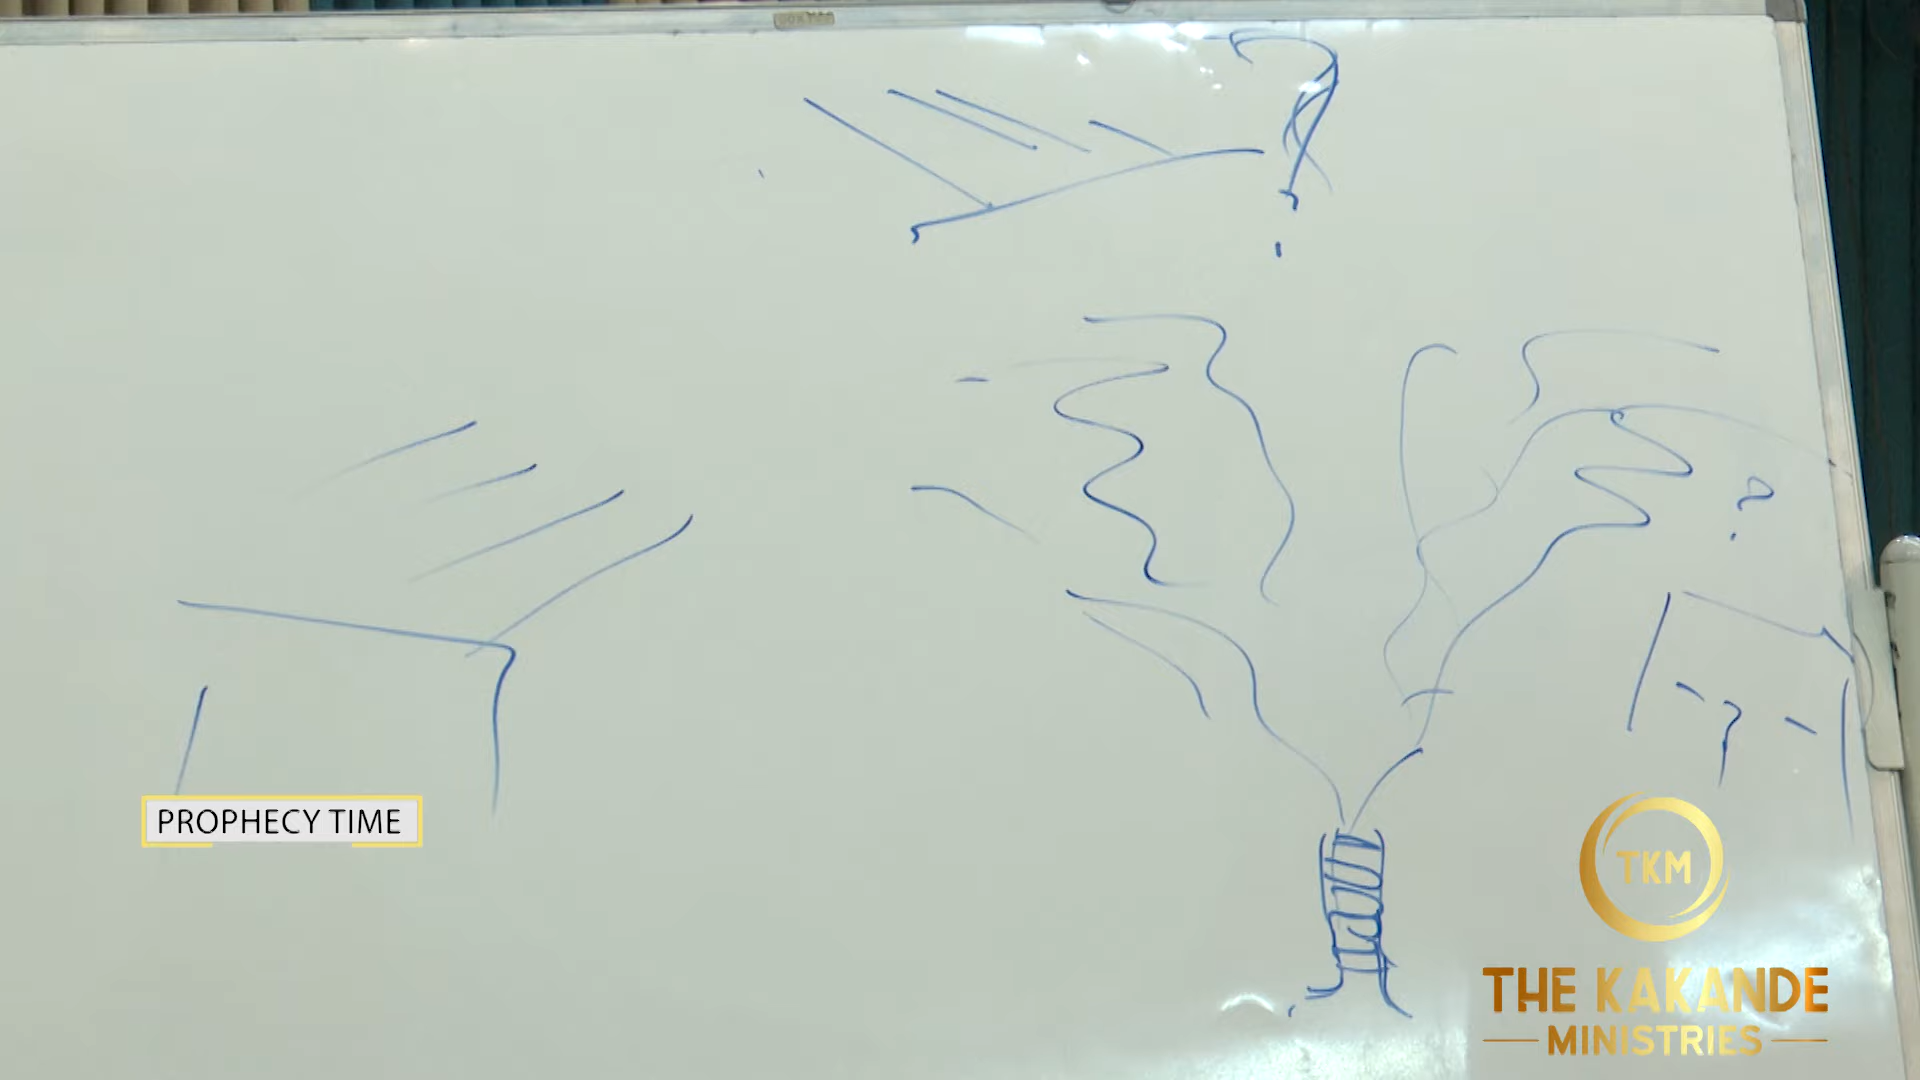 ?
PROPHECY TIME
TKM
THE KAKANDE
MINISTRIES